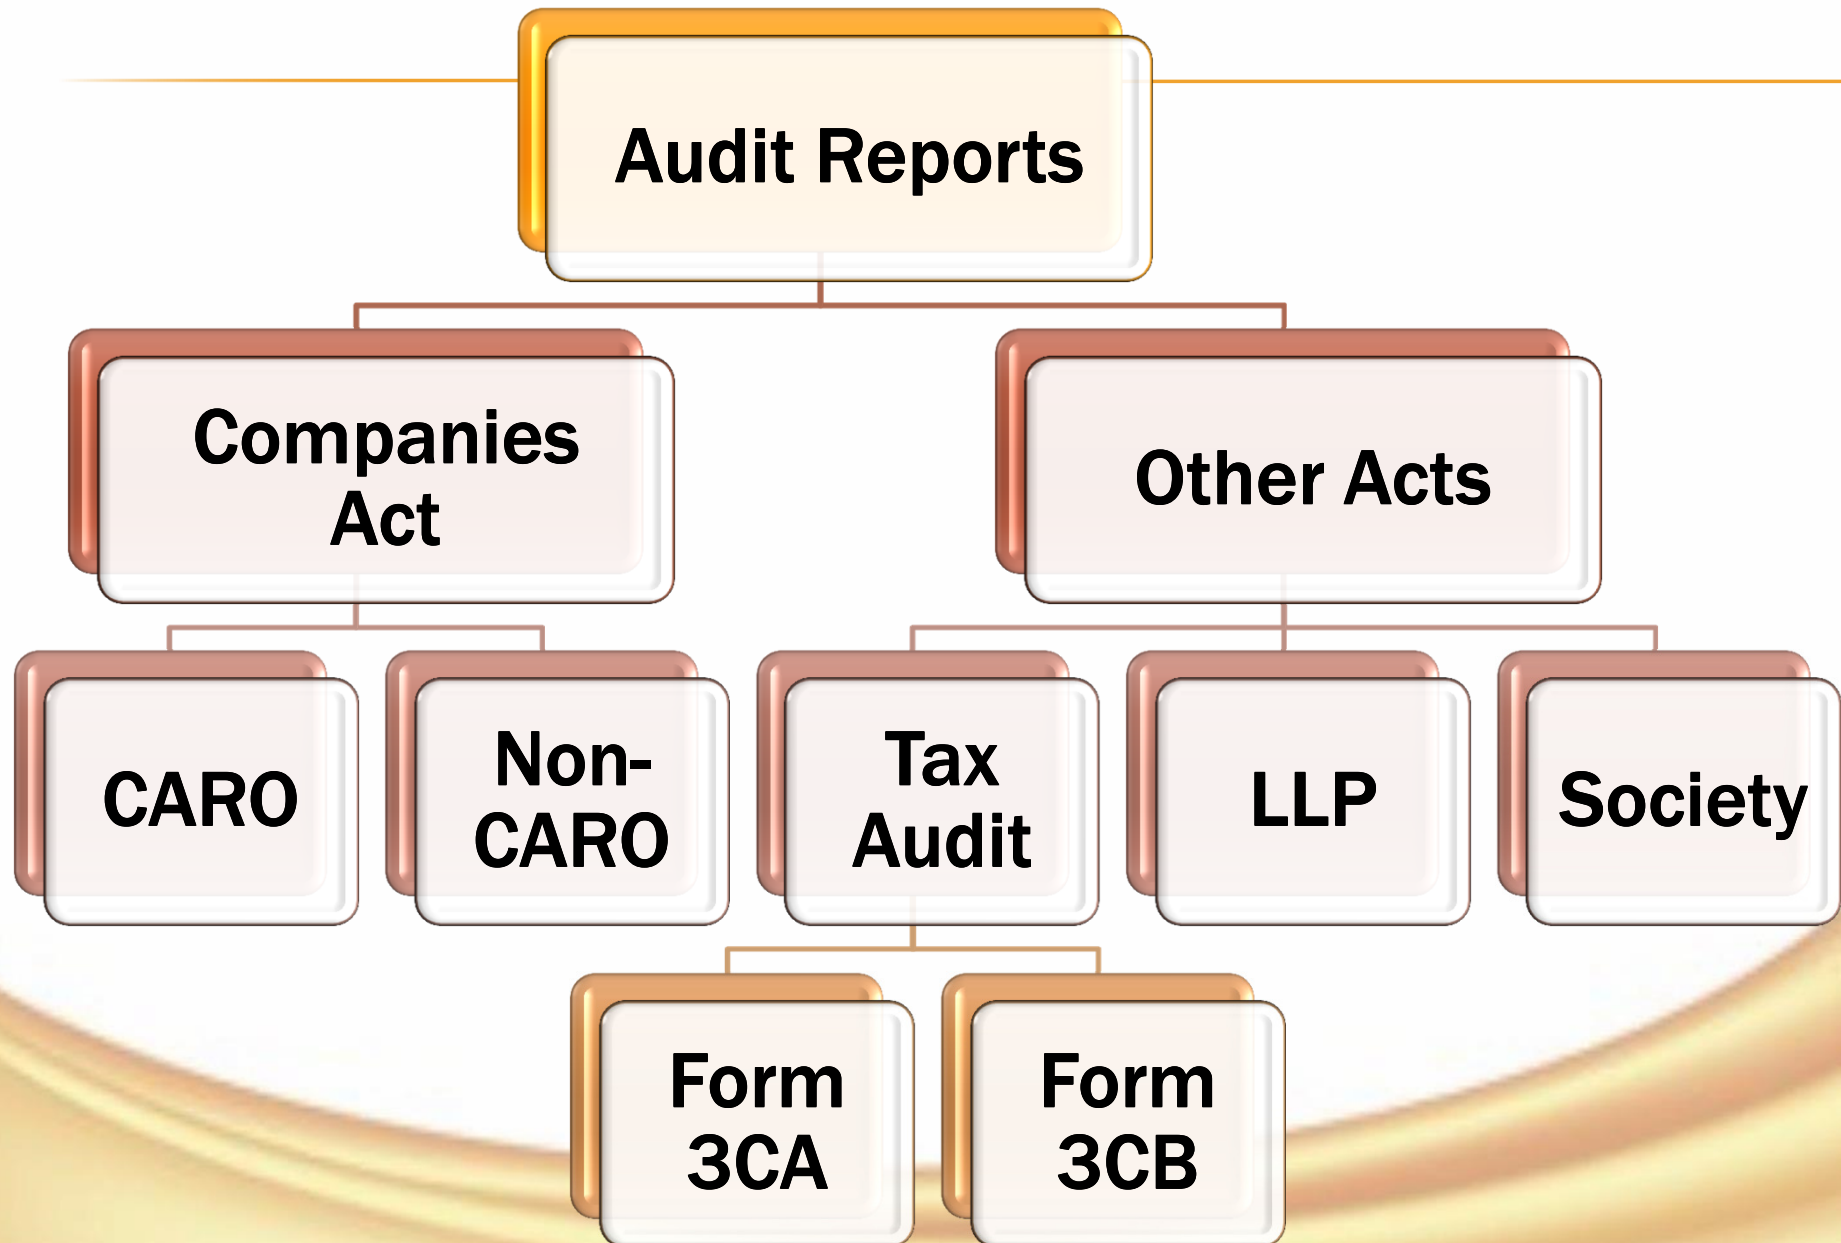 Audit Reports
Companies
Act
Other Acts
CARO
Non-
CARO
Tax
Audit
LLP
Society
Form
3CA
Form
3CB